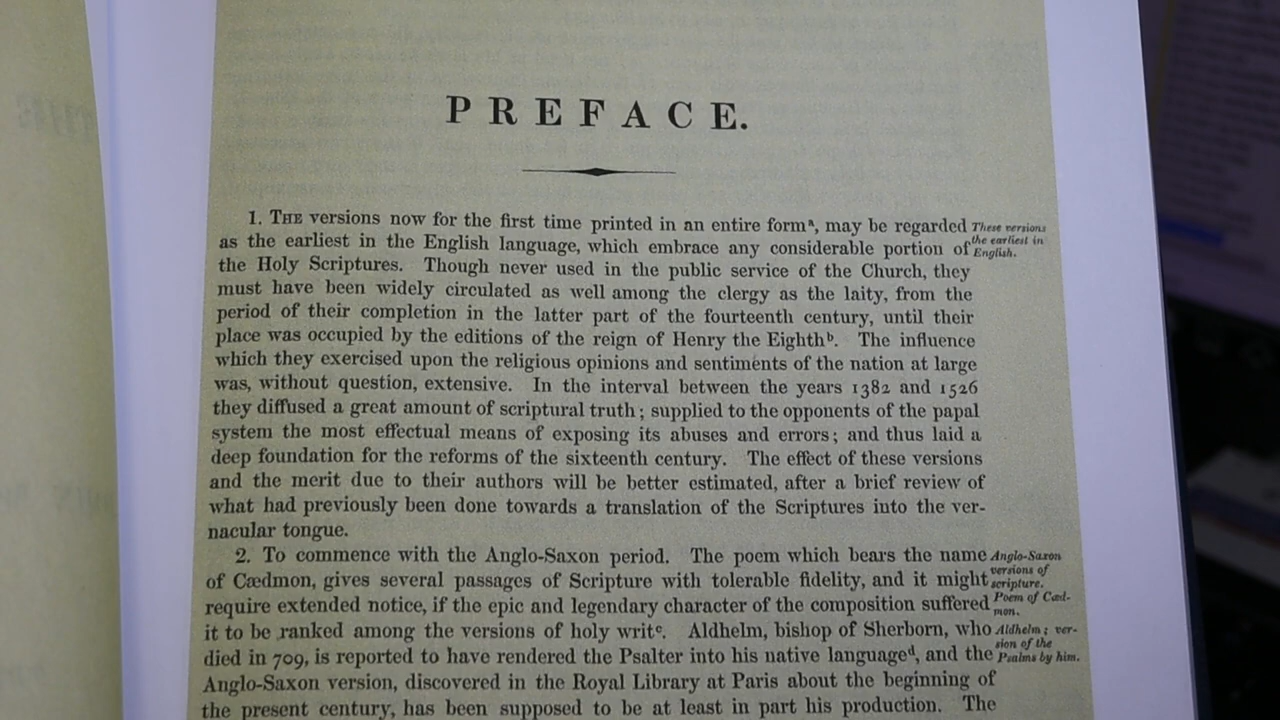 PREFACE.
1. THE versions now for the first time printed in an entire formᵃ, may be regarded
These versions
as the earliest in the English language, which embrace any considerable portion of
the earliest in
English.
the Holy Scriptures. Though never used in the public service of the Church, they
must have been widely circulated as well among the clergy as the laity, from the
period of their completion in the latter part of the fourteenth century, until their
place was occupied by the editions of the reign of Henry the Eighthᵇ. The influence
which they exercised upon the religious opinions and sentiments of the nation at large
was, without question, extensive. In the interval between the years 1382 and 1526
they diffused a great amount of scriptural truth; supplied to the opponents of the papal
system the most effectual means of exposing its abuses and errors; and thus laid a
deep foundation for the reforms of the sixteenth century. The effect of these versions
and the merit due to their authors will be better estimated, after a brief review of
what had previously been done towards a translation of the Scriptures into the ver-
nacular tongue.
2. To commence with the Anglo-Saxon period. The poem which bears the name
Anglo-Saxon
versions of
of Cædmon, gives several passages of Scripture with tolerable fidelity, and it might
scripture.
Poem of Cæd-
require extended notice, if the epic and legendary character of the composition suffered
mon.
it to be ranked among the versions of holy writᶜ. Aldhelm, bishop of Sherborn, who
Aldhelm; ver-
sion of the
died in 709, is reported to have rendered the Psalter into his native languageᵈ, and the
Psalms by him.
Anglo-Saxon version, discovered in the Royal Library at Paris about the beginning of
the present century, has been supposed to be at least in part his production. The